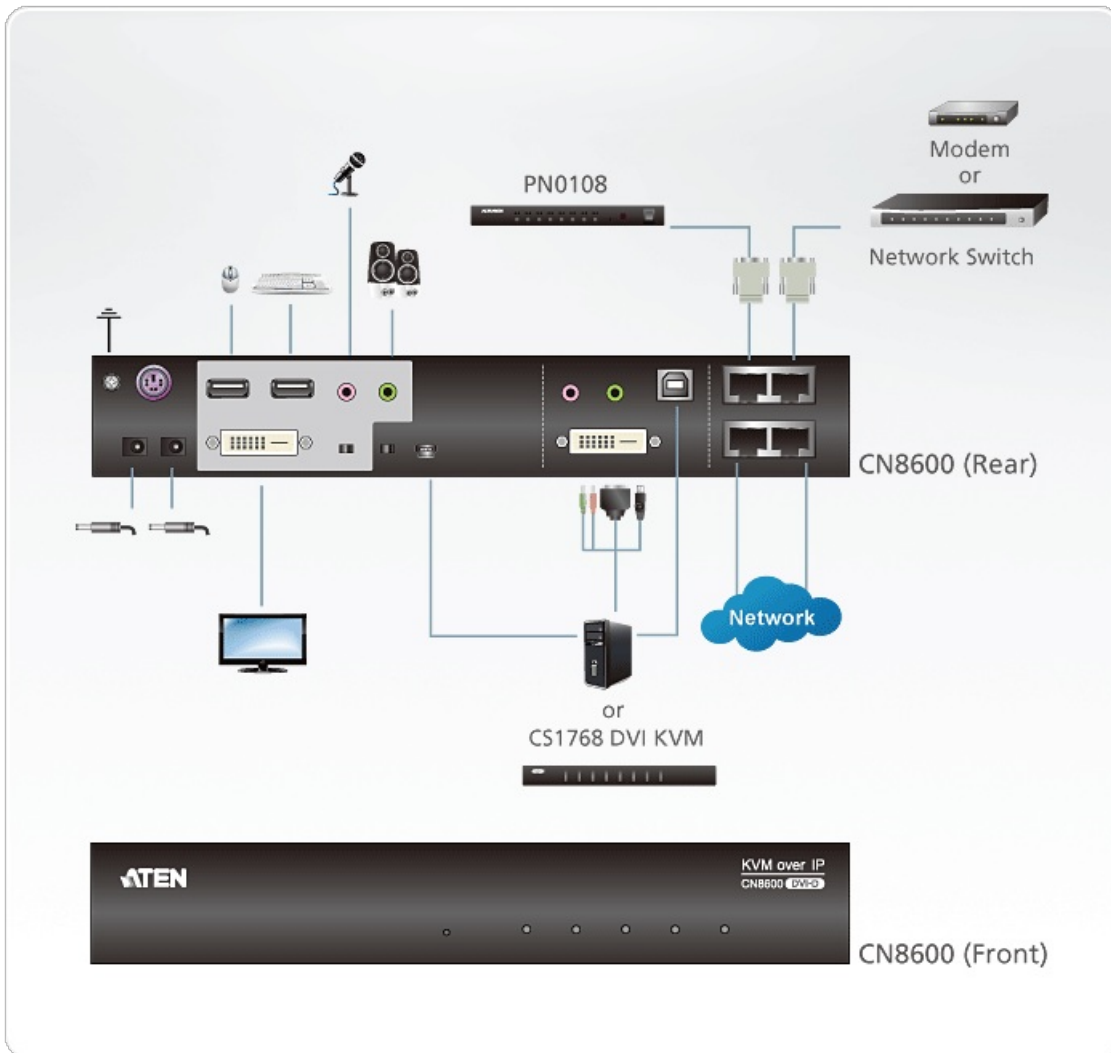 Modem
or
PN0108
Network Switch
CN8600 (Rear)
Network
or
CS1768 DVI KVM
ATEN
KVM over IP
CN8600 DVI-D
CN8600 (Front)